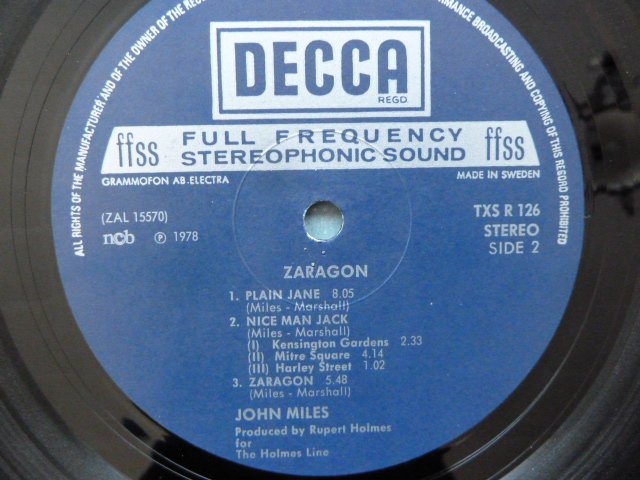 ALL RIGHTS OF THE MANUFACTURER AND OF THE OWNER OF THE REC
RMANCE BROADCASTING AND COPYING OF THIS RECORD PROHIBITED
DECCA
REGD
ffss FULL FREQUENCY ffss
STEREOPHONIC SOUND
GRAMMOFON AB. ELECTRA MADE IN SWEDEN
(ZAL 15570) TXS R 126
ncb ℗ 1978 STEREO
SIDE 2
ZARAGON
1. PLAIN JANE 8.05
(Miles - Marshall)
2. NICE MAN JACK
(Miles - Marshall)
(I) Kensington Gardens 2.33
(II) Mitre Square 4.14
(III) Harley Street 1.02
3. ZARAGON 5.48
(Miles - Marshall)
JOHN MILES
Produced by Rupert Holmes
for
The Holmes Line